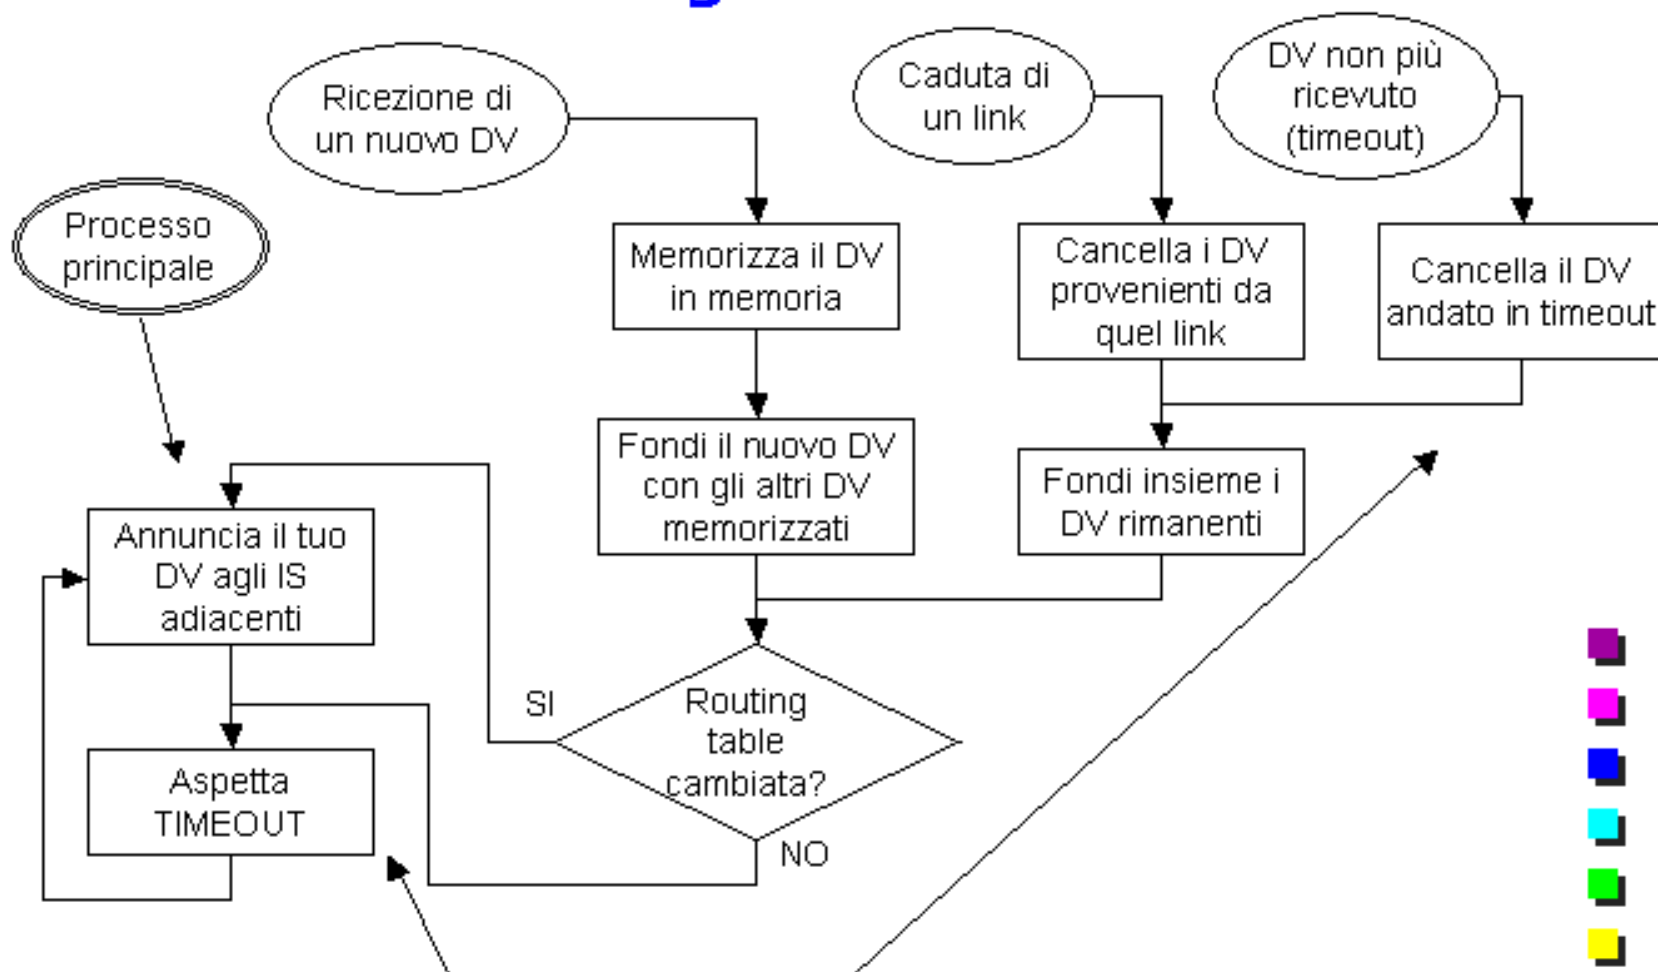 Ricezione di
un nuovo DV
Caduta di
un link
DV non più
ricevuto
(timeout)
Processo
principale
Memorizza il DV
in memoria
Cancella i DV
provenienti da
quel link
Cancella il DV
andato in timeout
Fondi il nuovo DV
con gli altri DV
memorizzati
Fondi insieme i
DV rimanenti
Annuncia il tuo
DV agli IS
adiacenti
SI
Routing
table
cambiata?
Aspetta
TIMEOUT
NO